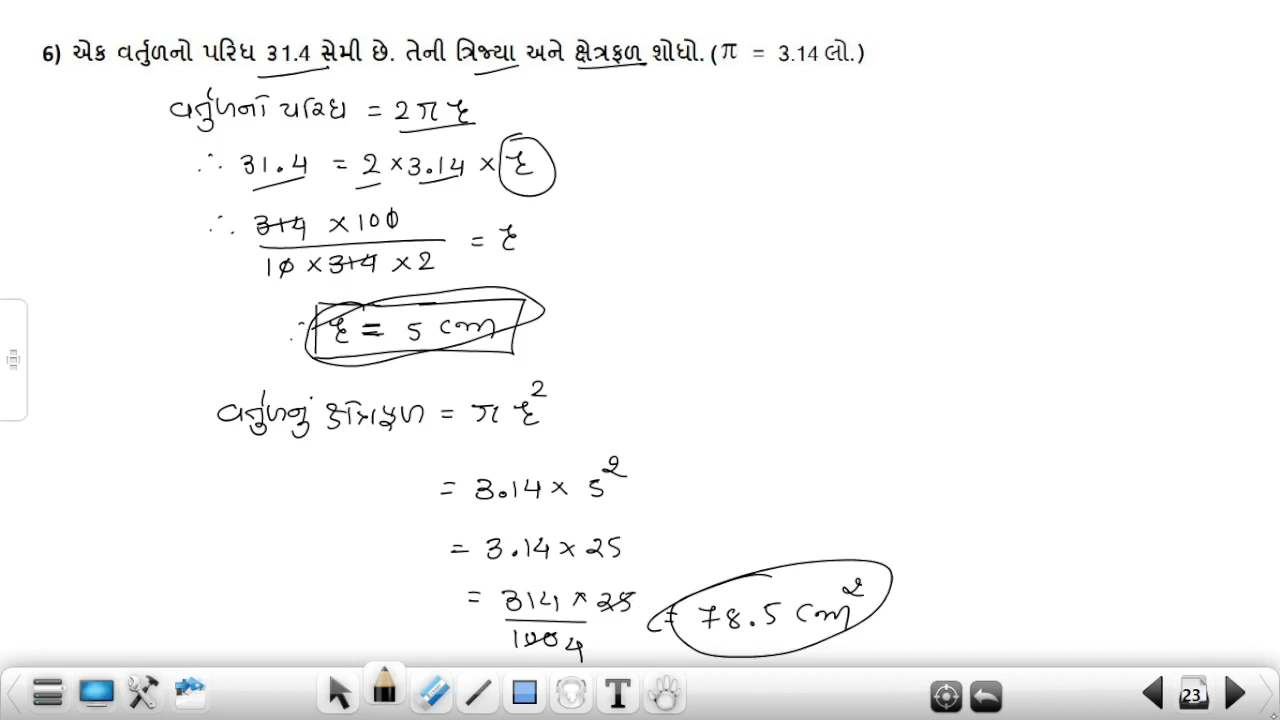 6) એક વર્તુળનો પરિઘ 31.4 સેમી છે. તેની ત્રિજ્યા અને ક્ષેત્રફળ શોધો. (π = 3.14 લો.)
વર્તુળનો પરિઘ = 2 π દ
∴ 31.4 = 2 × 3.14 × દ
∴ 314 × 100 / 10 × 314 × 2 = દ
∴ દ = 5 cm
વર્તુળનું ક્ષેત્રફળ = π દ²
= 3.14 × 5²
= 3.14 × 25
= 314 × 25 / 100 4 = 78.5 cm²
T
23